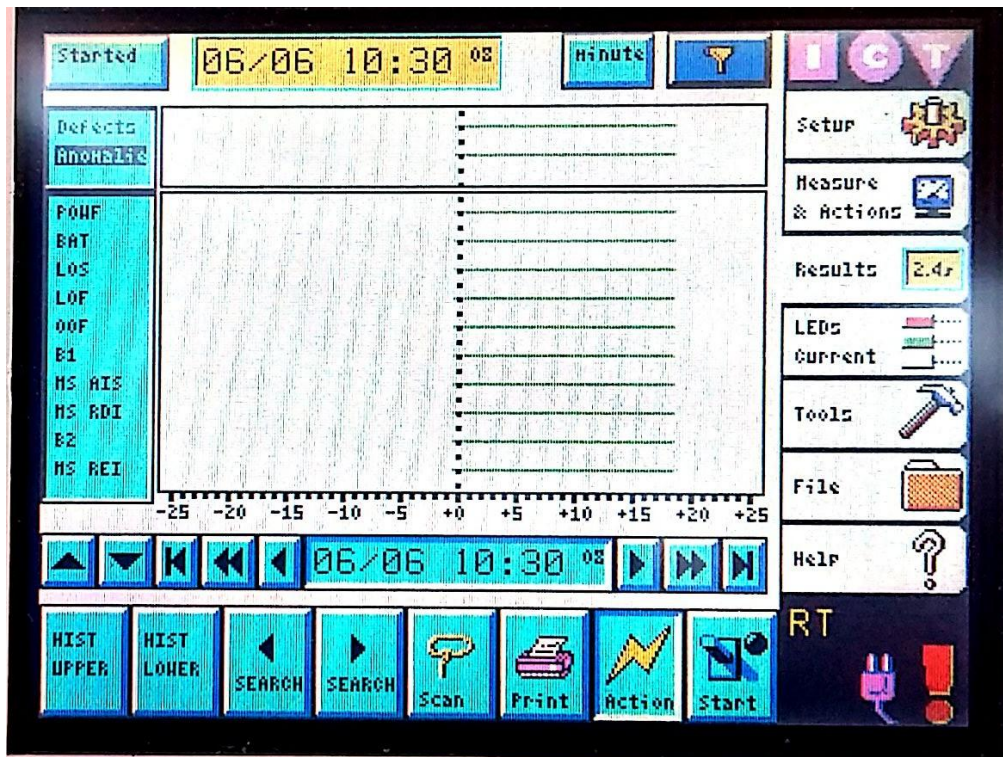 Started
06/06 10:30 08
Minute
ICT
Defects
Anomalie
POWF
BAT
LOS
LOF
OOF
B1
MS AIS
MS RDI
B2
MS REI
-25 -20 -15 -10 -5 +0 +5 +10 +15 +20 +25
06/06 10:30 08
HIST UPPER
HIST LOWER
SEARCH
SEARCH
Scan
Print
Action
Start
Setup
Measure
& Actions
Results
LEDs
Current
Tools
File
Help
RT